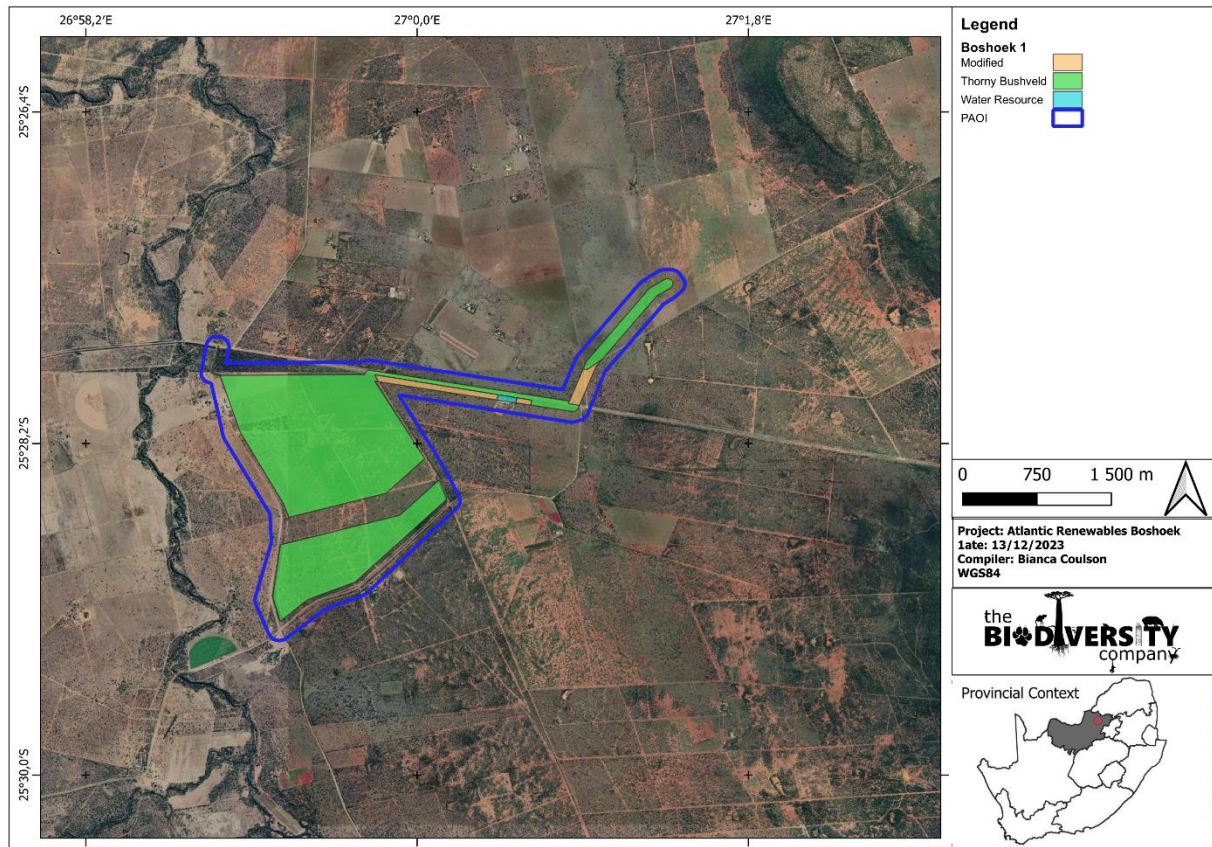 26°58,2′E
27°0,0′E
27°1,8′E
25°26,4′S
25°28,2′S
25°30,0′S
Legend
Boshoek 1
Modified
Thorny Bushveld
Water Resource
PAOI
0 750 1 500 m
Project: Atlantic Renewables Boshoek
1ate: 13/12/2023
Compiler: Bianca Coulson
WGS84
the
BIODIVERSITY
company
Provincial Context